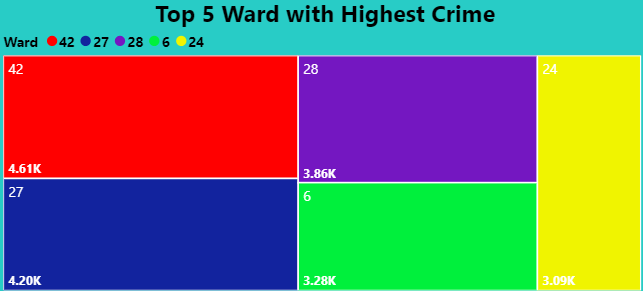 Top 5 Ward with Highest Crime
Ward 42 27 28 6 24
42
4.61K
27
4.20K
28
3.86K
6
3.28K
24
3.09K